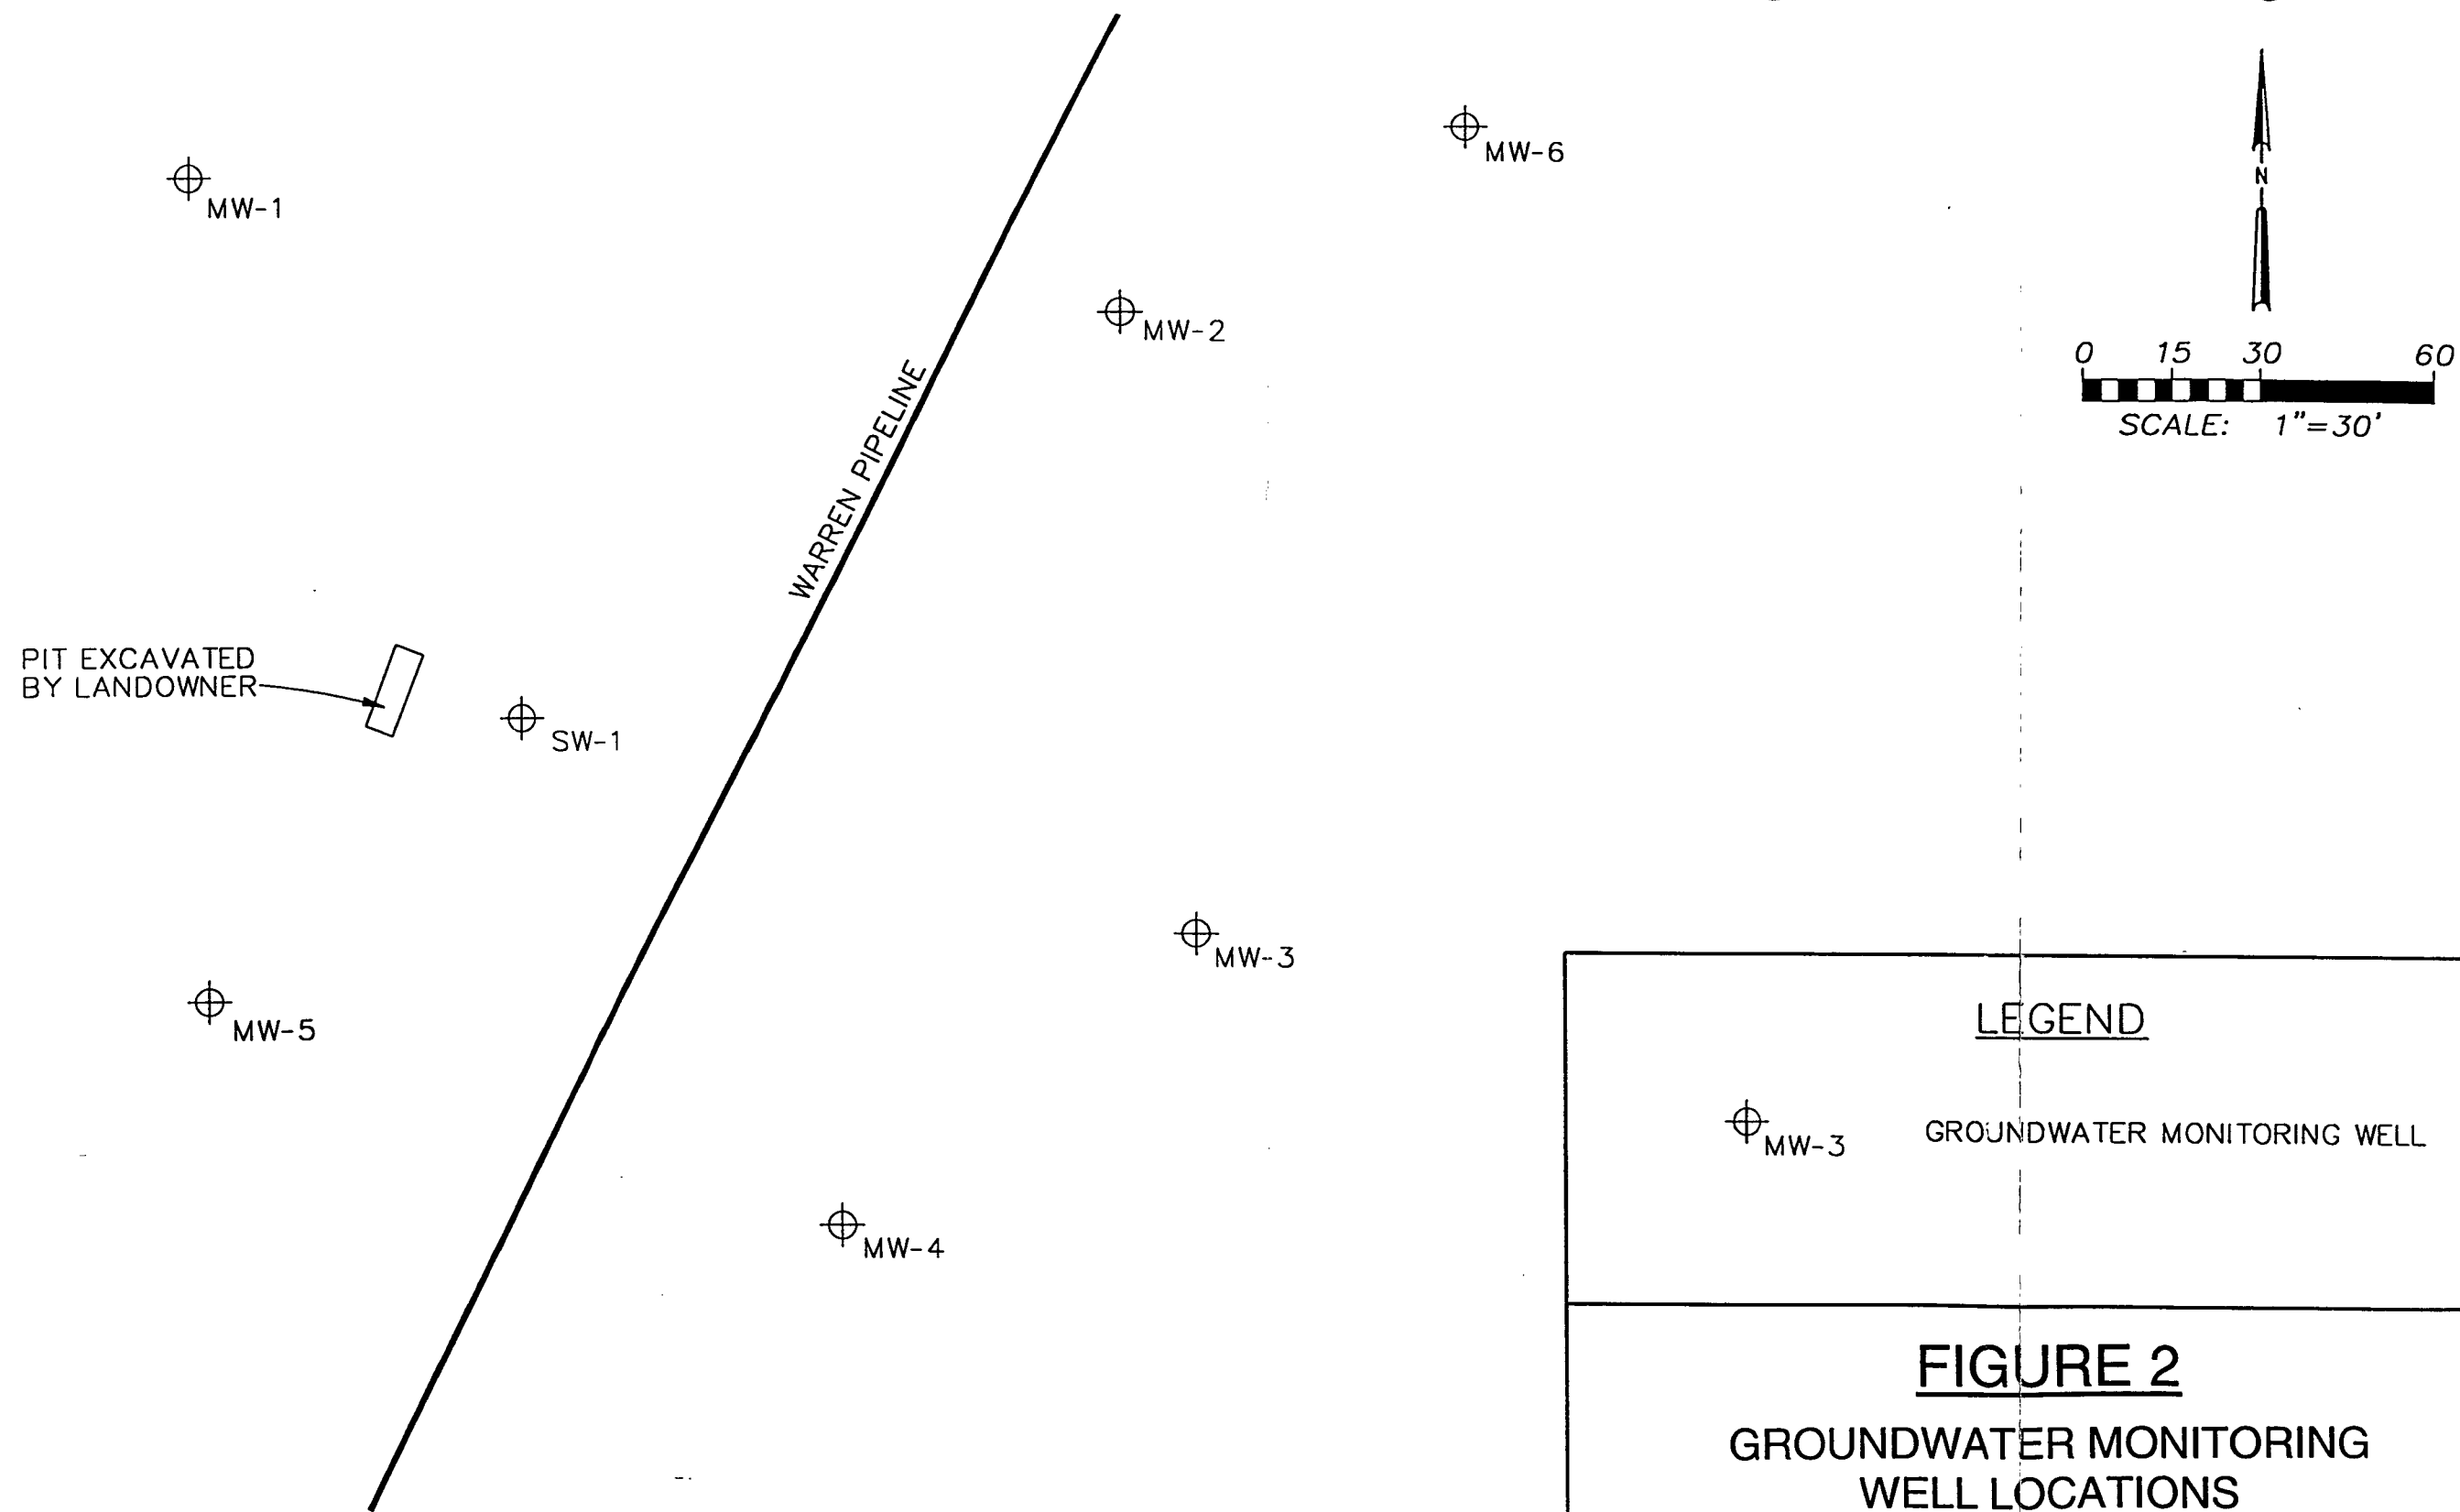 MW-6
MW-1
N
MW-2
0 15 30 60
SCALE: 1"=30'
WARREN PIPELINE
PIT EXCAVATED
BY LANDOWNER
SW-1
MW-3
MW-5
LEGEND
MW-3 GROUNDWATER MONITORING WELL
MW-4
FIGURE 2
GROUNDWATER MONITORING
WELL LOCATIONS